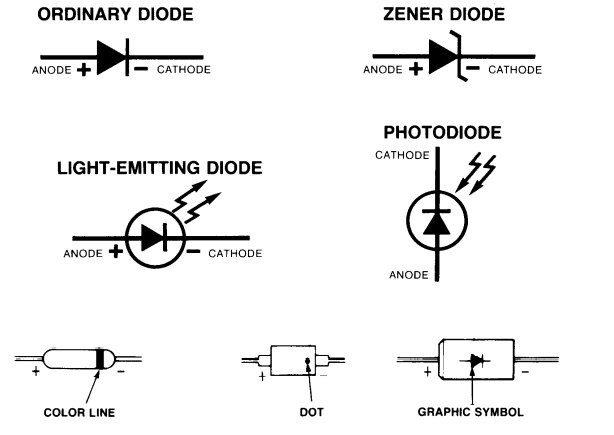 ORDINARY DIODE
ANODE + − CATHODE
ZENER DIODE
ANODE + − CATHODE
LIGHT-EMITTING DIODE
ANODE + − CATHODE
PHOTODIODE
CATHODE
ANODE
+ −
COLOR LINE
+ −
DOT
+ −
GRAPHIC SYMBOL